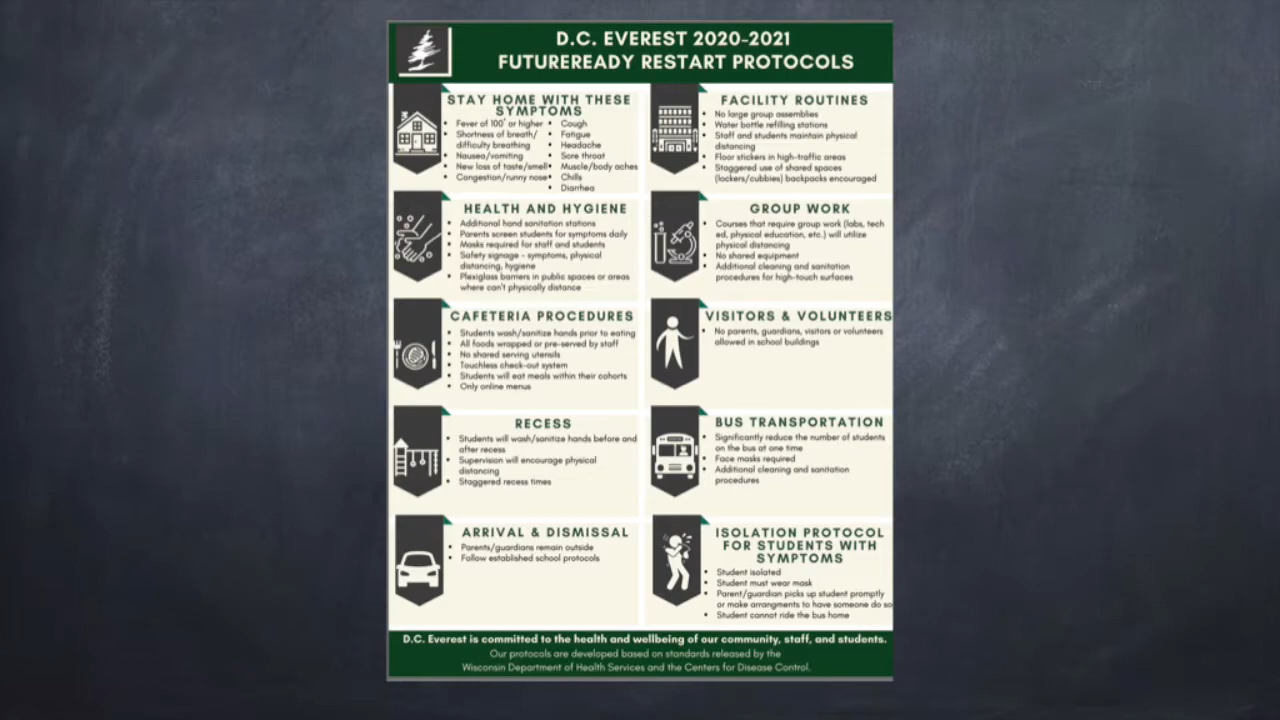 D.C. EVEREST 2020-2021
FUTUREREADY RESTART PROTOCOLS
STAY HOME WITH THESE
SYMPTOMS
• Fever of 100° or higher
• Shortness of breath/
difficulty breathing
• Nausea/vomiting
• New loss of taste/smell
• Congestion/runny nose
• Cough
• Fatigue
• Headache
• Sore throat
• Muscle/body aches
• Chills
• Diarrhea
FACILITY ROUTINES
• No large group assemblies
• Water bottle refilling stations
• Staff and students maintain physical
distancing
• Floor stickers in high-traffic areas
• Staggered use of shared spaces
(lockers/cubbies) backpacks encouraged
HEALTH AND HYGIENE
• Additional hand sanitation stations
• Parents screen students for symptoms daily
• Masks required for staff and students
• Safety signage - symptoms, physical
distancing, hygiene
• Plexiglass barriers in public spaces or areas
where can't physically distance
GROUP WORK
• Courses that require group work (labs, tech
ed, physical education, etc.) will utilize
physical distancing
• No shared equipment
• Additional cleaning and sanitation
procedures for high-touch surfaces
CAFETERIA PROCEDURES
• Students wash/sanitize hands prior to eating
• All foods wrapped or pre-served by staff
• No shared serving utensils
• Touchless check-out system
• Students will eat meals within their cohorts
• Only online menus
VISITORS & VOLUNTEERS
• No parents, guardians, visitors or volunteers
allowed in school buildings
RECESS
• Students will wash/sanitize hands before and
after recess
• Supervision will encourage physical
distancing
• Staggered recess times
BUS TRANSPORTATION
• Significantly reduce the number of students
on the bus at one time
• Face masks required
• Additional cleaning and sanitation
procedures
ARRIVAL & DISMISSAL
• Parents/guardians remain outside
• Follow established school protocols
ISOLATION PROTOCOL
FOR STUDENTS WITH
SYMPTOMS
• Student isolated
• Student must wear mask
• Parent/guardian picks up student promptly
or make arrangments to have someone do so
• Student cannot ride the bus home
D.C. Everest is committed to the health and wellbeing of our community, staff, and students.
Our protocols are developed based on standards released by the
Wisconsin Department of Health Services and the Centers for Disease Control.